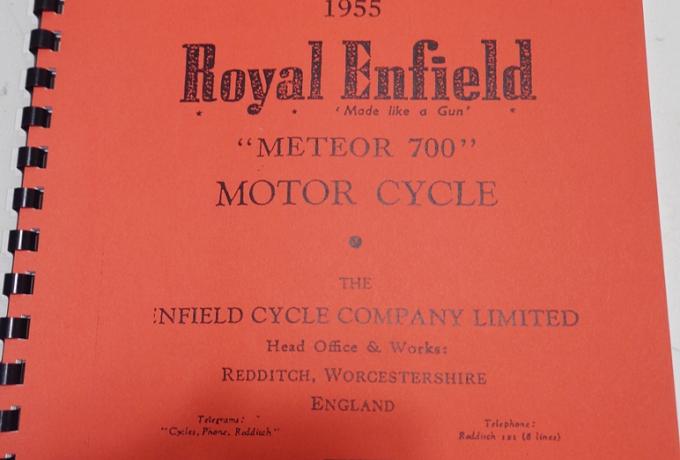 1955
Royal Enfield
'Made like a Gun'
"METEOR 700"
MOTOR CYCLE
THE
ENFIELD CYCLE COMPANY LIMITED
Head Office & Works:
REDDITCH, WORCESTERSHIRE
ENGLAND
Telegrams:
"Cycles, Phone, Redditch"
Telephone:
Redditch 121 (8 lines)